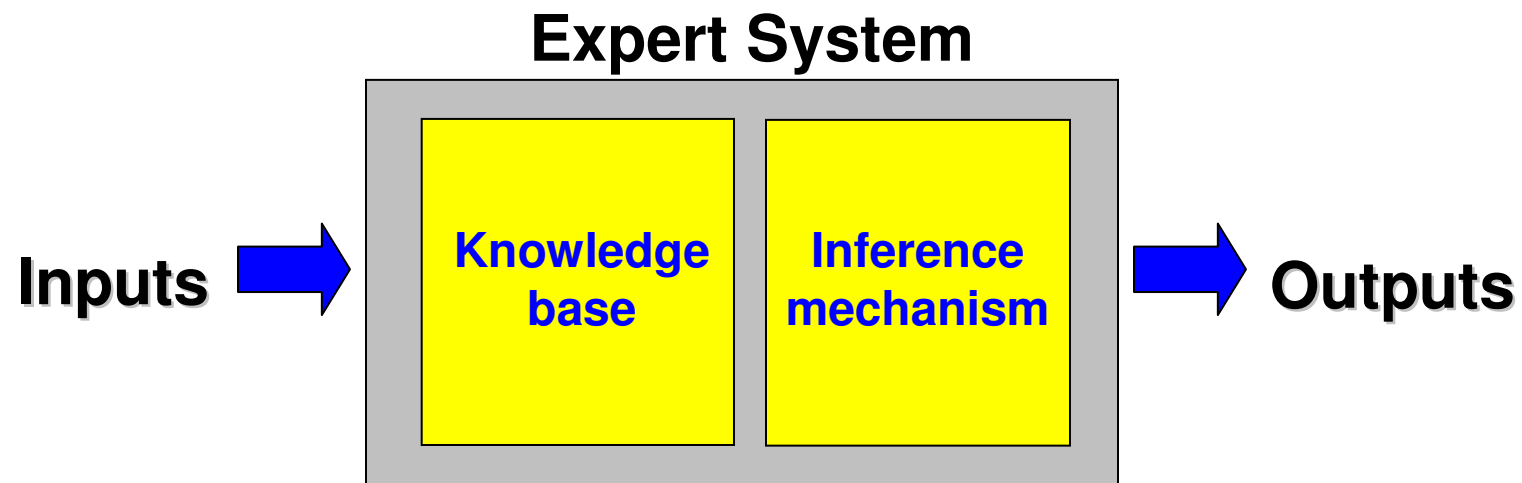 Expert System
Inputs
Knowledge
base
Inference
mechanism
Outputs